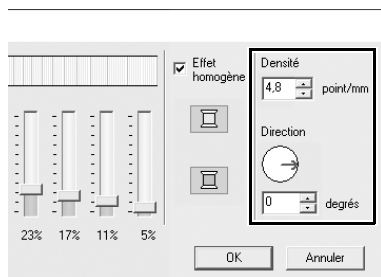 Effet
homogène
Densité
4,8 point/mm
Direction
0 degrés
23% 17% 11% 5%
OK Annuler